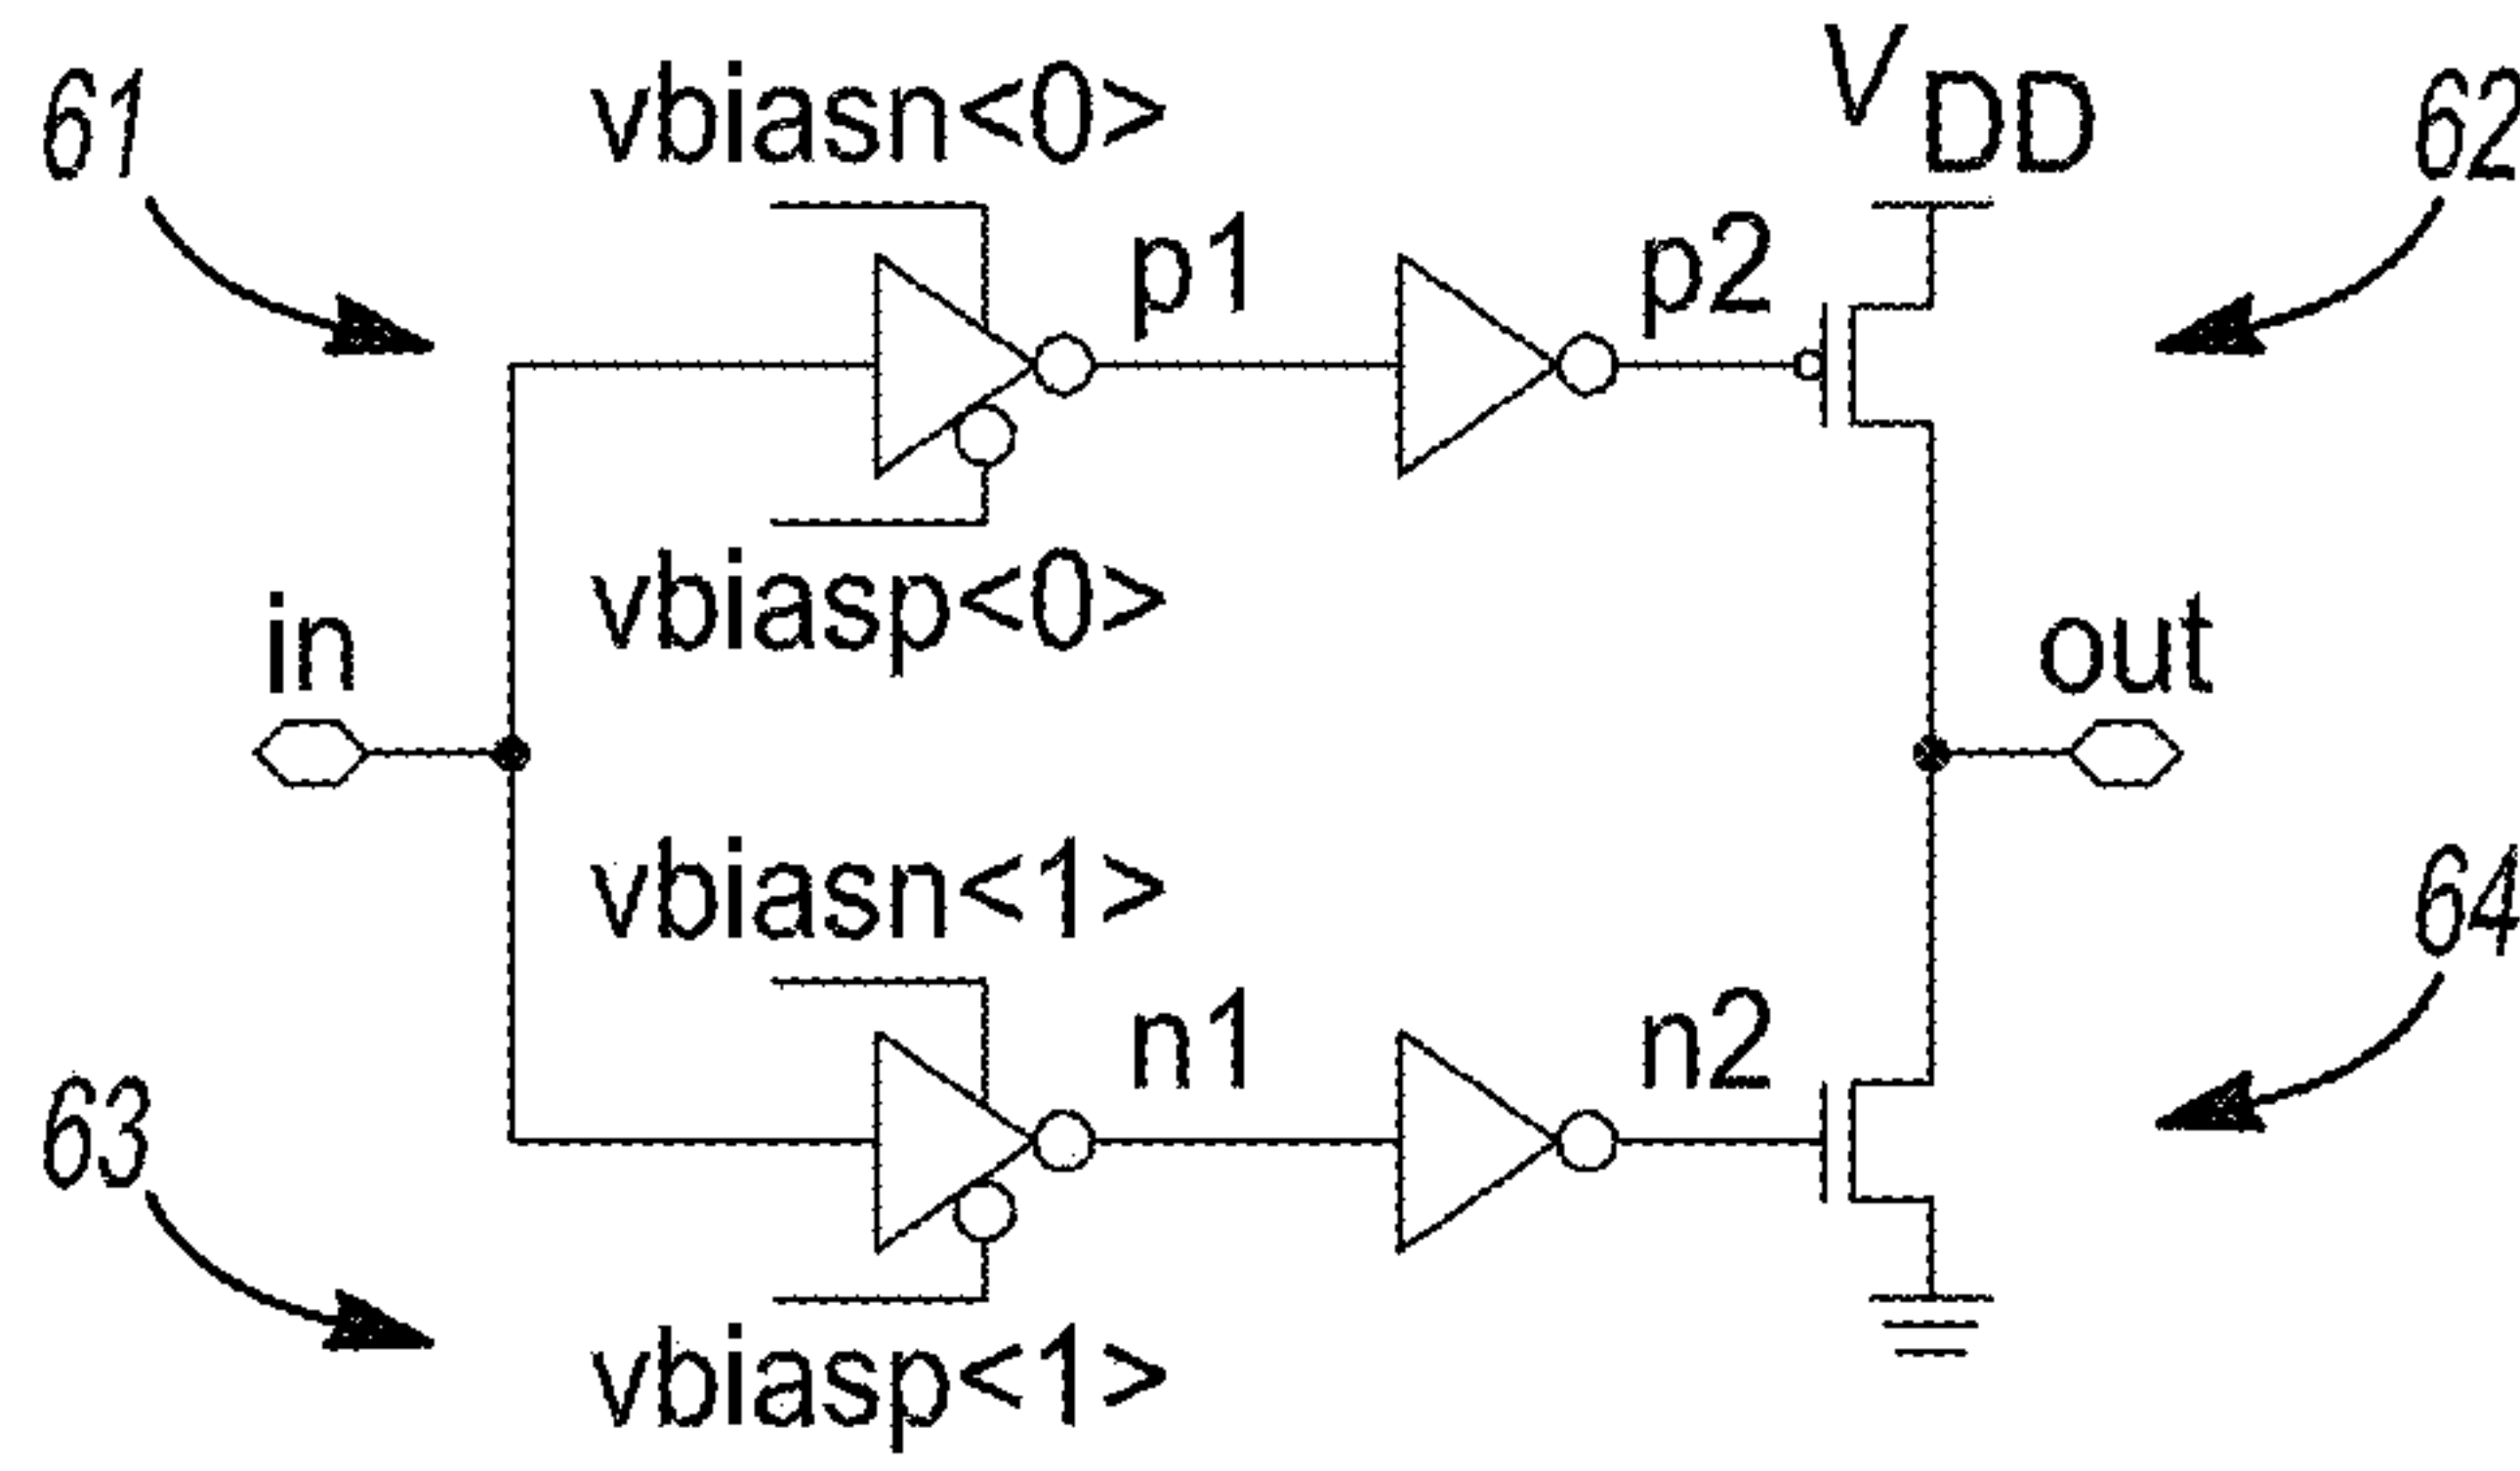 61
vbiasn<0>
VDD
62
p1
p2
vbiasp<0>
in
out
vbiasn<1>
64
n1
n2
63
vbiasp<1>